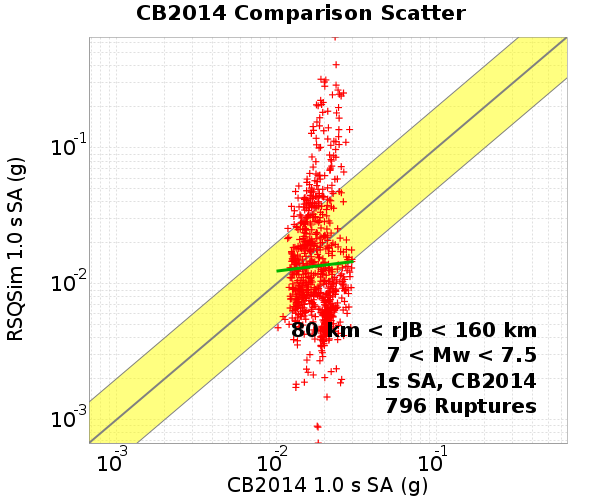 CB2014 Comparison Scatter
RSQSim 1.0 s SA (g)
10-1
10-2
10-3
80 km < rJB < 160 km
7 < Mw < 7.5
1s SA, CB2014
796 Ruptures
10-3 10-2 10-1
CB2014 1.0 s SA (g)